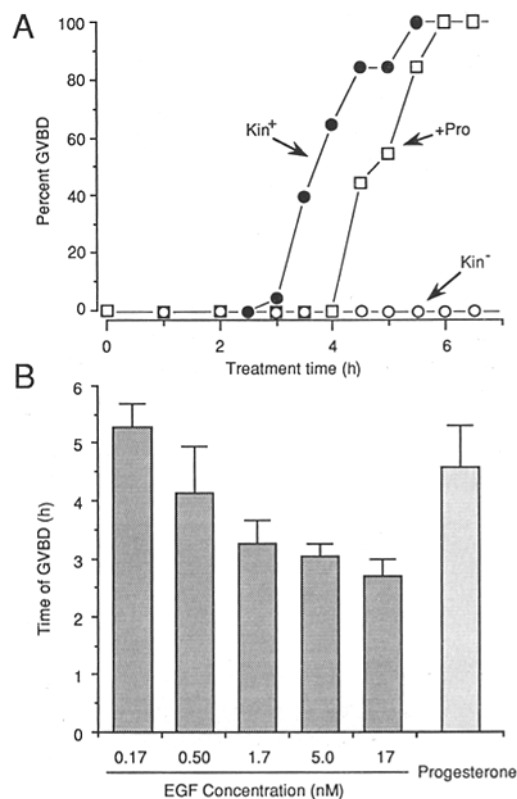 A
Percent GVBD
100
80
60
40
20
0
Kin+
+Pro
Kin-
0 2 4 6
Treatment time (h)
B
Time of GVBD (h)
6
5
4
3
2
1
0
0.17 0.50 1.7 5.0 17 Progesterone
EGF Concentration (nM)